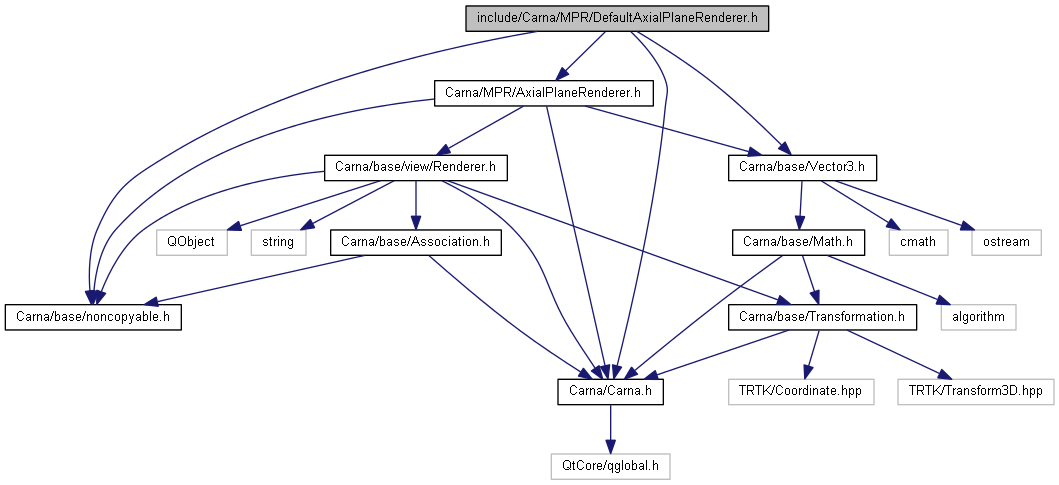 include/Carna/MPR/DefaultAxialPlaneRenderer.h
Carna/MPR/AxialPlaneRenderer.h
Carna/base/view/Renderer.h
Carna/base/Vector3.h
QObject
string
Carna/base/Association.h
Carna/base/Math.h
cmath
ostream
Carna/base/noncopyable.h
Carna/base/Transformation.h
algorithm
Carna/Carna.h
TRTK/Coordinate.hpp
TRTK/Transform3D.hpp
QtCore/qglobal.h